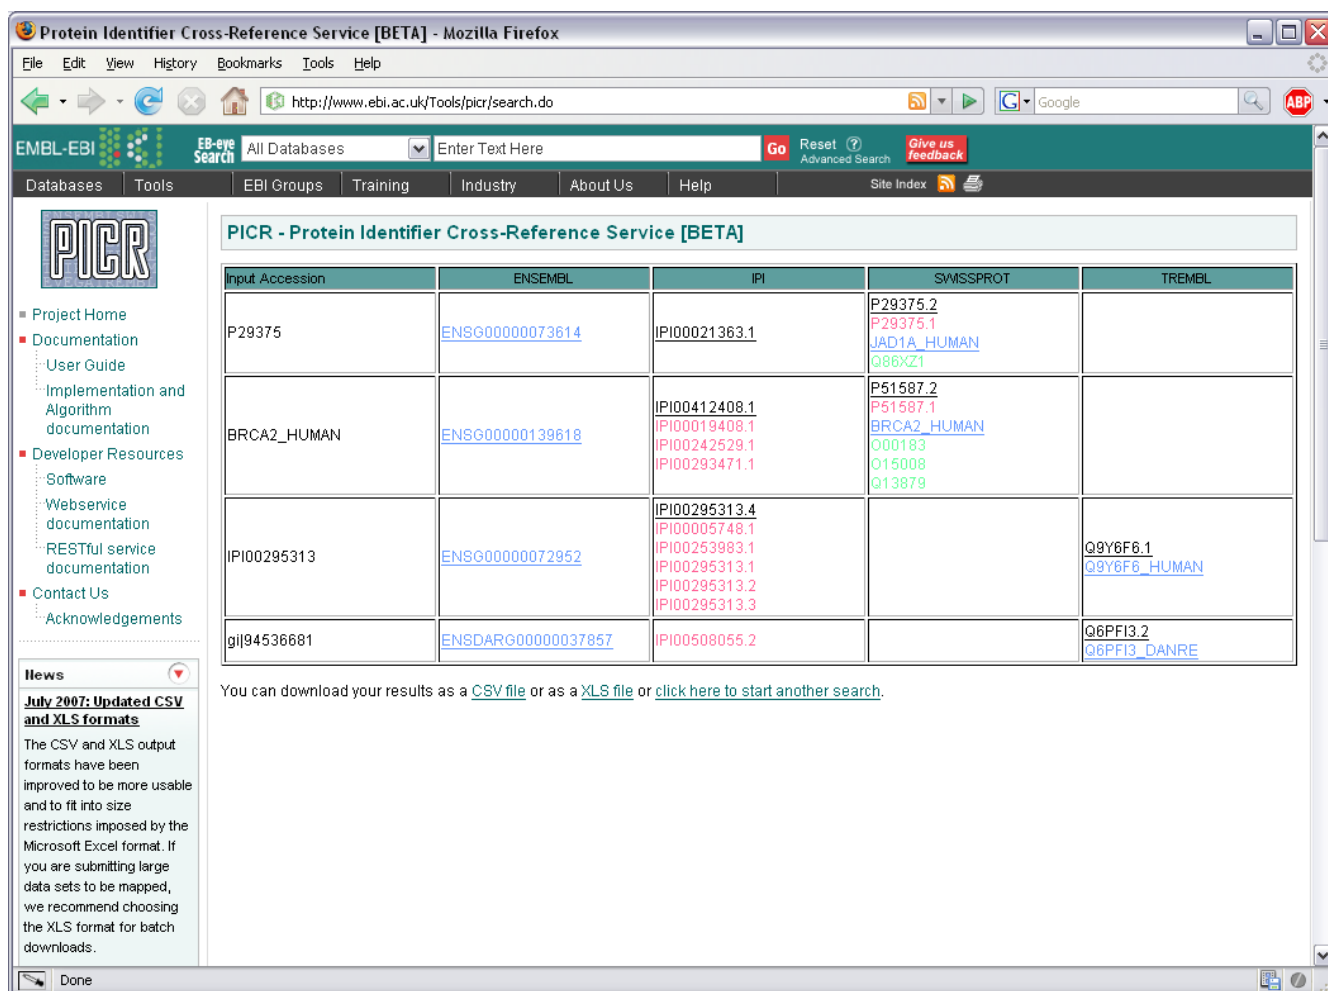 Protein Identifier Cross-Reference Service [BETA] - Mozilla Firefox
File Edit View History Bookmarks Tools Help
http://www.ebi.ac.uk/Tools/picr/search.do
G Google
ABP
EMBL-EBI
EB-eye Search
All Databases
Enter Text Here
Go
Reset ?
Advanced Search
Give us feedback
Databases Tools EBI Groups Training Industry About Us Help Site Index
PICR
Project Home
Documentation
User Guide
Implementation and
Algorithm
documentation
Developer Resources
Software
Webservice
documentation
RESTful service
documentation
Contact Us
Acknowledgements
News
July 2007: Updated CSV
and XLS formats
The CSV and XLS output
formats have been
improved to be more usable
and to fit into size
restrictions imposed by the
Microsoft Excel format. If
you are submitting large
data sets to be mapped,
we recommend choosing
the XLS format for batch
downloads.
PICR - Protein Identifier Cross-Reference Service [BETA]
Input Accession ENSEMBL IPI SWISSPROT TREMBL
P29375
ENSG00000073614
IPI00021363.1
P29375.2
P29375.1
JAD1A_HUMAN
Q86XZ1
BRCA2_HUMAN
ENSG00000139618
IPI00412408.1
IPI00019408.1
IPI00242529.1
IPI00293471.1
P51587.2
P51587.1
BRCA2_HUMAN
O00183
O15008
Q13879
IPI00295313
ENSG00000072952
IPI00295313.4
IPI00005748.1
IPI00253983.1
IPI00295313.1
IPI00295313.2
IPI00295313.3
Q9Y6F6.1
Q9Y6F6_HUMAN
gi|94536681
ENSDARG00000037857
IPI00508055.2
Q6PFI3.2
Q6PFI3_DANRE
You can download your results as a CSV file or as a XLS file or click here to start another search.
Done